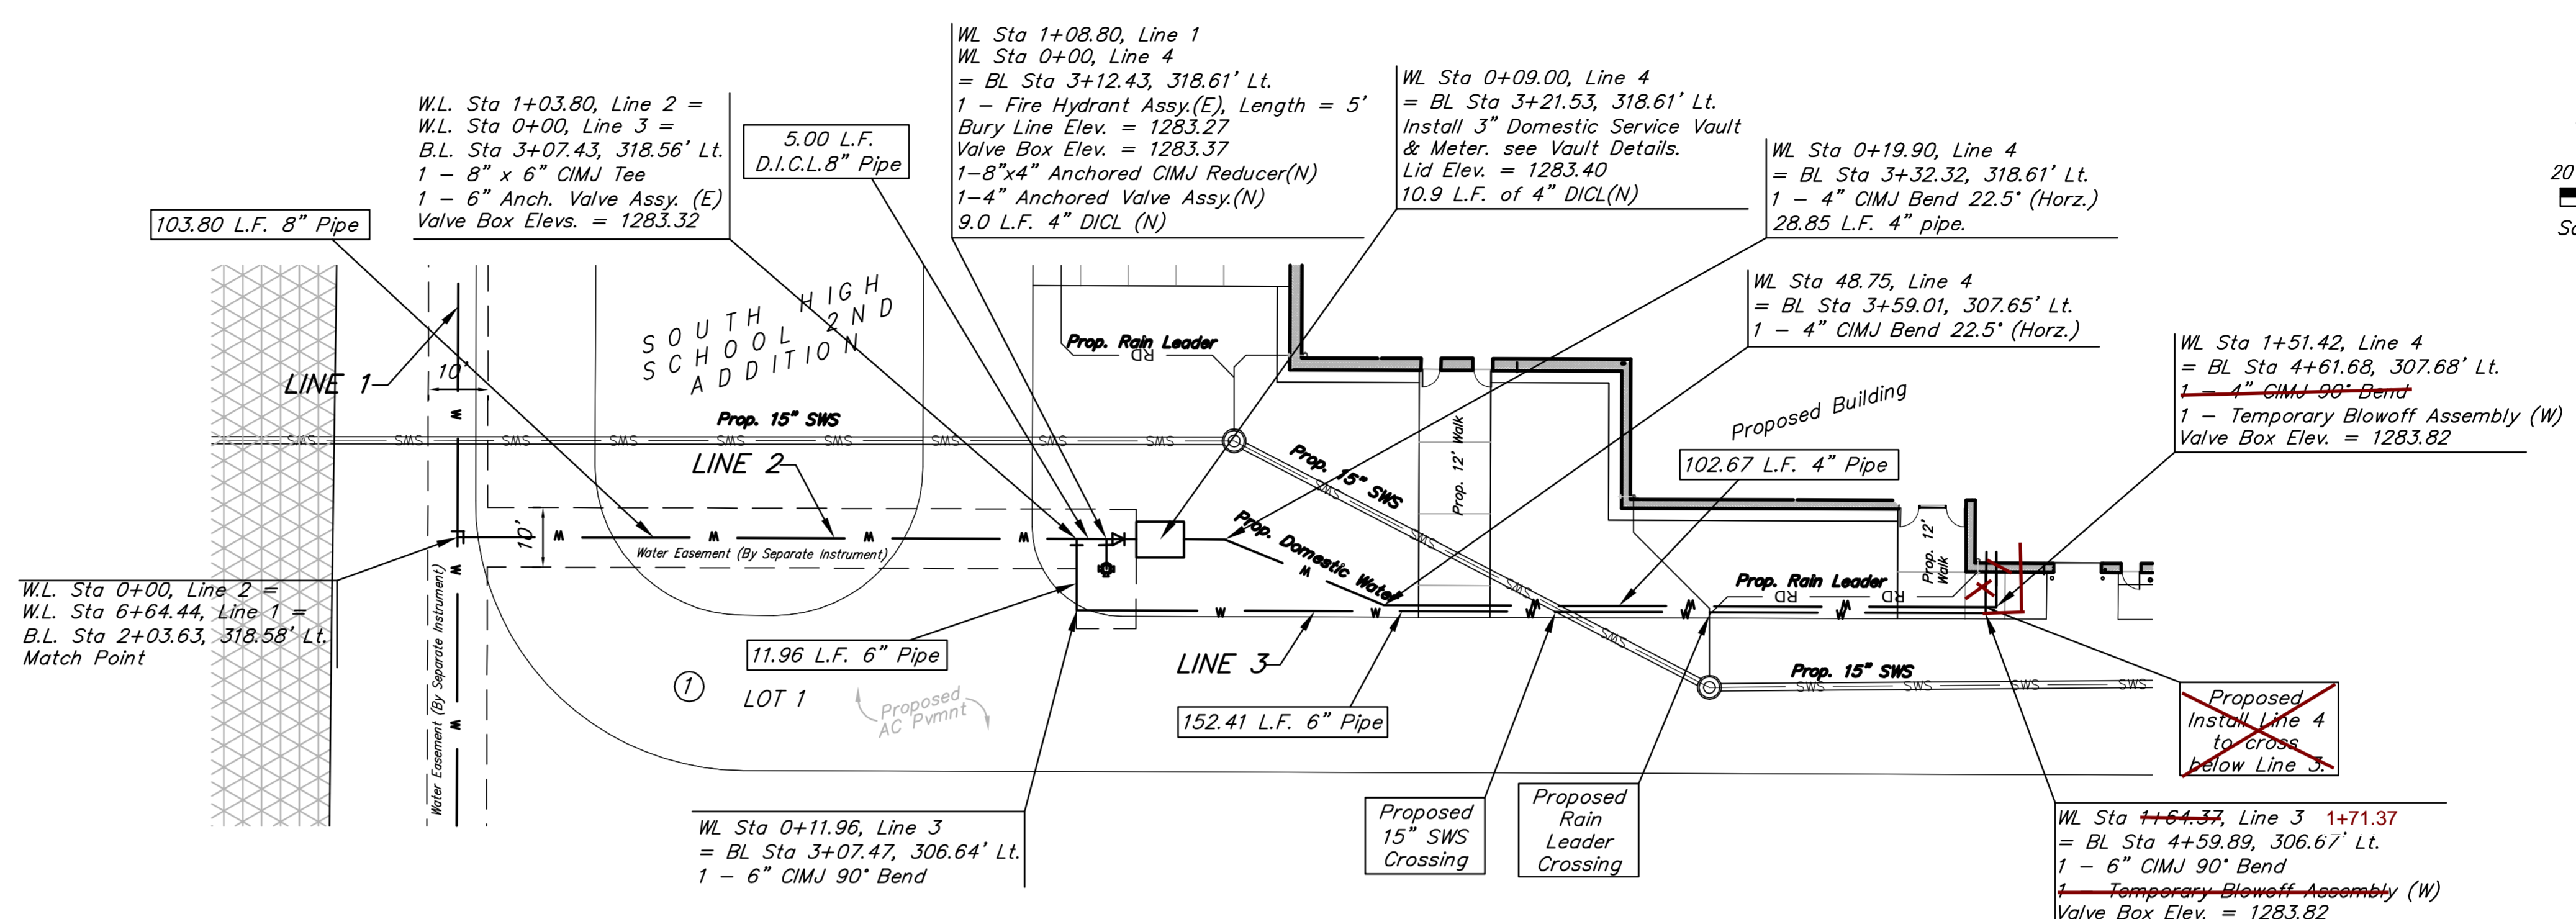 WL Sta 1+08.80, Line 1
WL Sta 0+00, Line 4
= BL Sta 3+12.43, 318.61' Lt.
1 - Fire Hydrant Assy.(E), Length = 5'
Bury Line Elev. = 1283.27
Valve Box Elev. = 1283.37
1-8"x4" Anchored CIMJ Reducer(N)
1-4" Anchored Valve Assy.(N)
9.0 L.F. 4" DICL (N)
WL Sta 0+09.00, Line 4
= BL Sta 3+21.53, 318.61' Lt.
Install 3" Domestic Service Vault
& Meter. see Vault Details.
Lid Elev. = 1283.40
10.9 L.F. of 4" DICL(N)
W.L. Sta 1+03.80, Line 2 =
W.L. Sta 0+00, Line 3 =
B.L. Sta 3+07.43, 318.56' Lt.
1 - 8" x 6" CIMJ Tee
1 - 6" Anch. Valve Assy. (E)
Valve Box Elevs. = 1283.32
5.00 L.F.
D.I.C.L.8" Pipe
WL Sta 0+19.90, Line 4
= BL Sta 3+32.32, 318.61' Lt.
1 - 4" CIMJ Bend 22.5° (Horz.)
28.85 L.F. 4" pipe.
20
103.80 L.F. 8" Pipe
WL Sta 48.75, Line 4
= BL Sta 3+59.01, 307.65' Lt.
1 - 4" CIMJ Bend 22.5° (Horz.)
WL Sta 1+51.42, Line 4
= BL Sta 4+61.68, 307.68' Lt.
1 - 4" CIMJ 90° Bend
1 - Temporary Blowoff Assembly (W)
Valve Box Elev. = 1283.82
SOUTH HIGH
SCHOOL 2ND
ADDITION
Prop. Rain Leader
RD
LINE 1
10'
W
Prop. 15" SWS
SWS SWS SWS SWS SWS SWS SWS SWS SWS
LINE 2
Prop. 15" SWS
SWS
SWS
SWS
SWS
Prop. 12' Walk
Proposed Building
102.67 L.F. 4" Pipe
10'
W W W W
Water Easement (By Separate Instrument)
Prop. Domestic Water
W
Prop. 12'
Walk
Prop. Rain Leader
RD RD
W W W W W
W.L. Sta 0+00, Line 2 =
W.L. Sta 6+64.44, Line 1 =
B.L. Sta 2+03.63, 318.58' Lt.
Match Point
W
W
Water Easement (By Separate Instrument)
11.96 L.F. 6" Pipe
LINE 3
1
LOT 1
Proposed
AC Pvmnt
152.41 L.F. 6" Pipe
Prop. 15" SWS
SWS SWS SWS SWS
Proposed
Install Line 4
to cross
below Line 3.
WL Sta 0+11.96, Line 3
= BL Sta 3+07.47, 306.64' Lt.
1 - 6" CIMJ 90° Bend
Proposed
15" SWS
Crossing
Proposed
Rain
Leader
Crossing
WL Sta 1+64.37, Line 3 1+71.37
= BL Sta 4+59.89, 306.67' Lt.
1 - 6" CIMJ 90° Bend
1 - Temporary Blowoff Assembly (W)
Valve Box Elev. = 1283.82